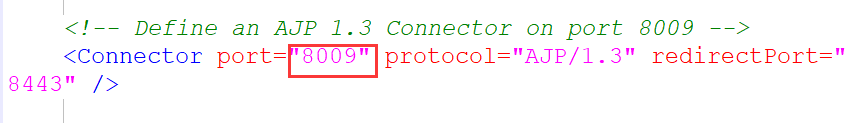 <!-- Define an AJP 1.3 Connector on port 8009 -->
<Connector port="8009" protocol="AJP/1.3" redirectPort="
8443" />